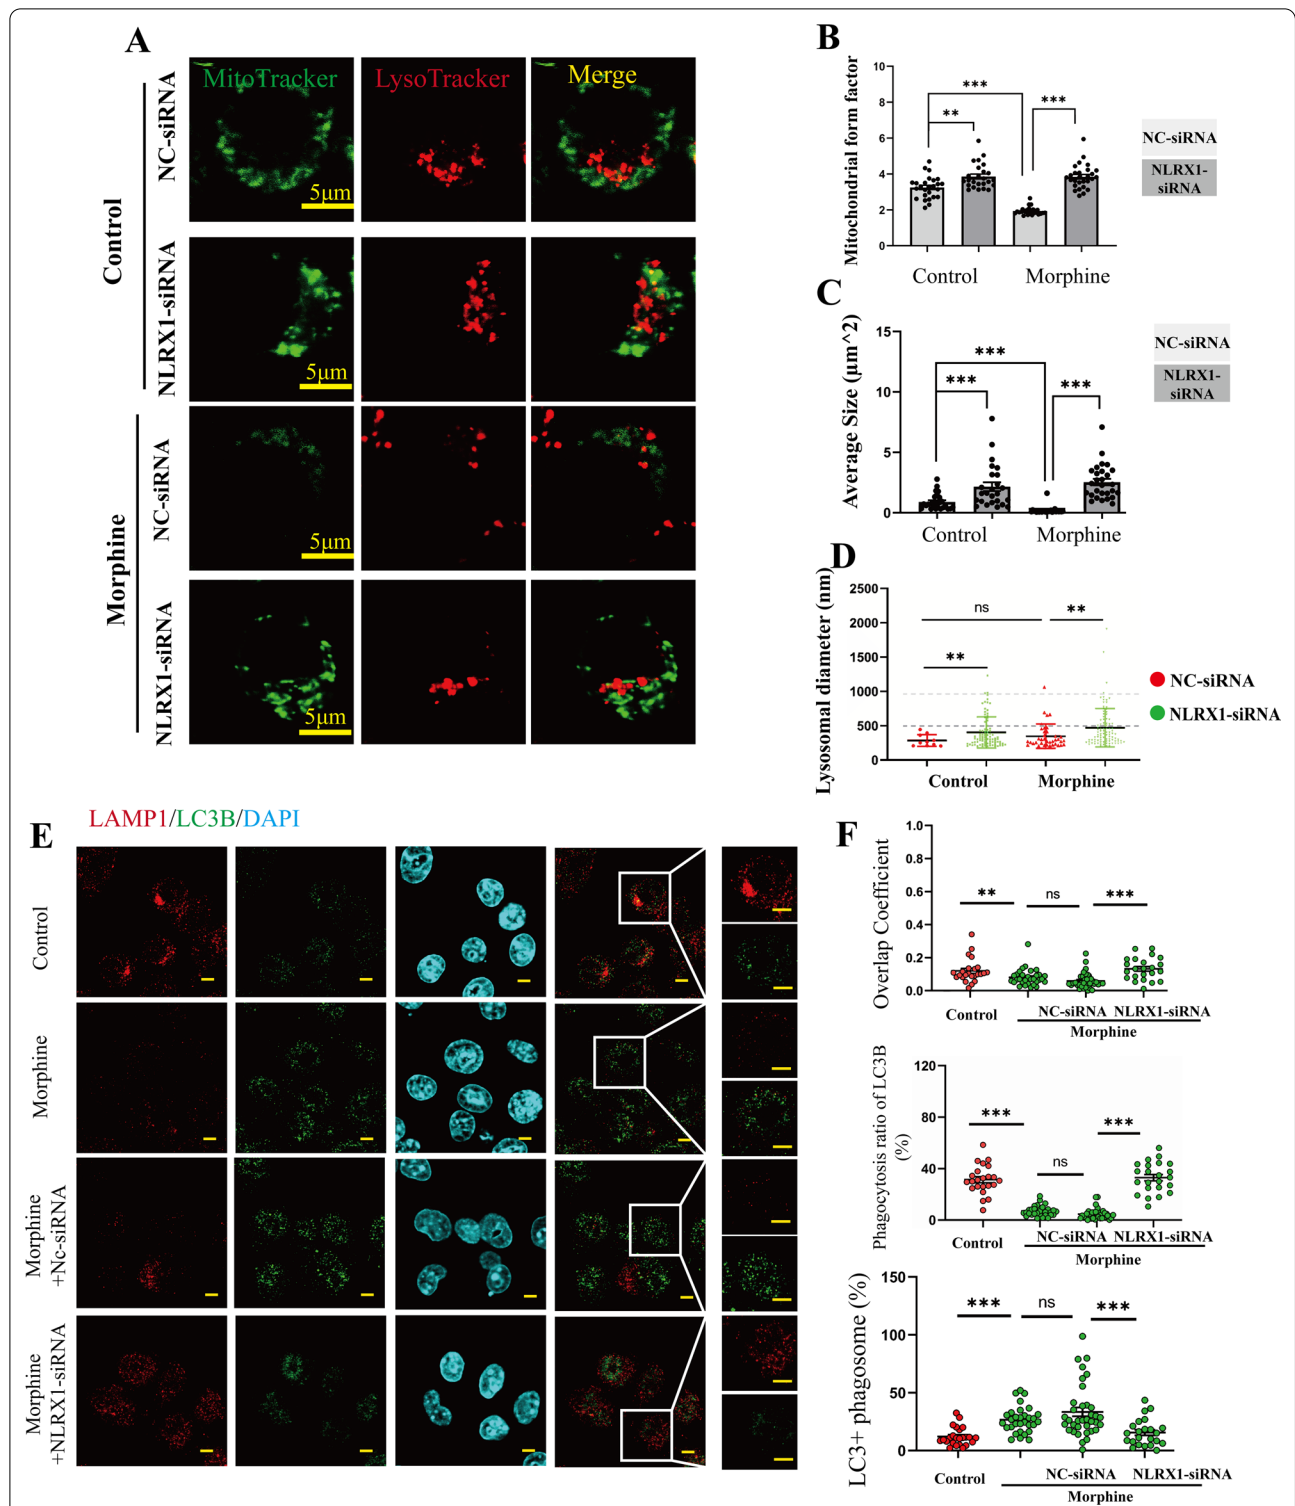 A
MitoTracker
LysoTracker
Merge
Control
Morphine
NC-siRNA
5μm
NLRX1-siRNA
5μm
NC-siRNA
5μm
NLRX1-siRNA
5μm
B
Mitochondrial form factor
10
8
6
4
2
0
***
**
***
Control
Morphine
NC-siRNA
NLRX1-
siRNA
C
Average Size (μm^2)
15
10
5
0
***
***
***
Control
Morphine
NC-siRNA
NLRX1-
siRNA
D
Lysosomal diameter (nm)
2500
2000
1500
1000
500
0
ns
**
**
Control
Morphine
NC-siRNA
NLRX1-siRNA
E
LAMP1/LC3B/DAPI
Control
Morphine
Morphine
+Nc-siRNA
Morphine
+NLRX1-siRNA
F
Overlap Coefficient
1.0
0.8
0.6
0.4
0.2
0.0
**
ns
***
Control
NC-siRNA
NLRX1-siRNA
Morphine
Phagocytosis ratio of LC3B
(%)
120
80
40
0
***
ns
***
Control
NC-siRNA
NLRX1-siRNA
Morphine
LC3+ phagosome (%)
150
100
50
0
***
ns
***
Control
NC-siRNA
NLRX1-siRNA
Morphine